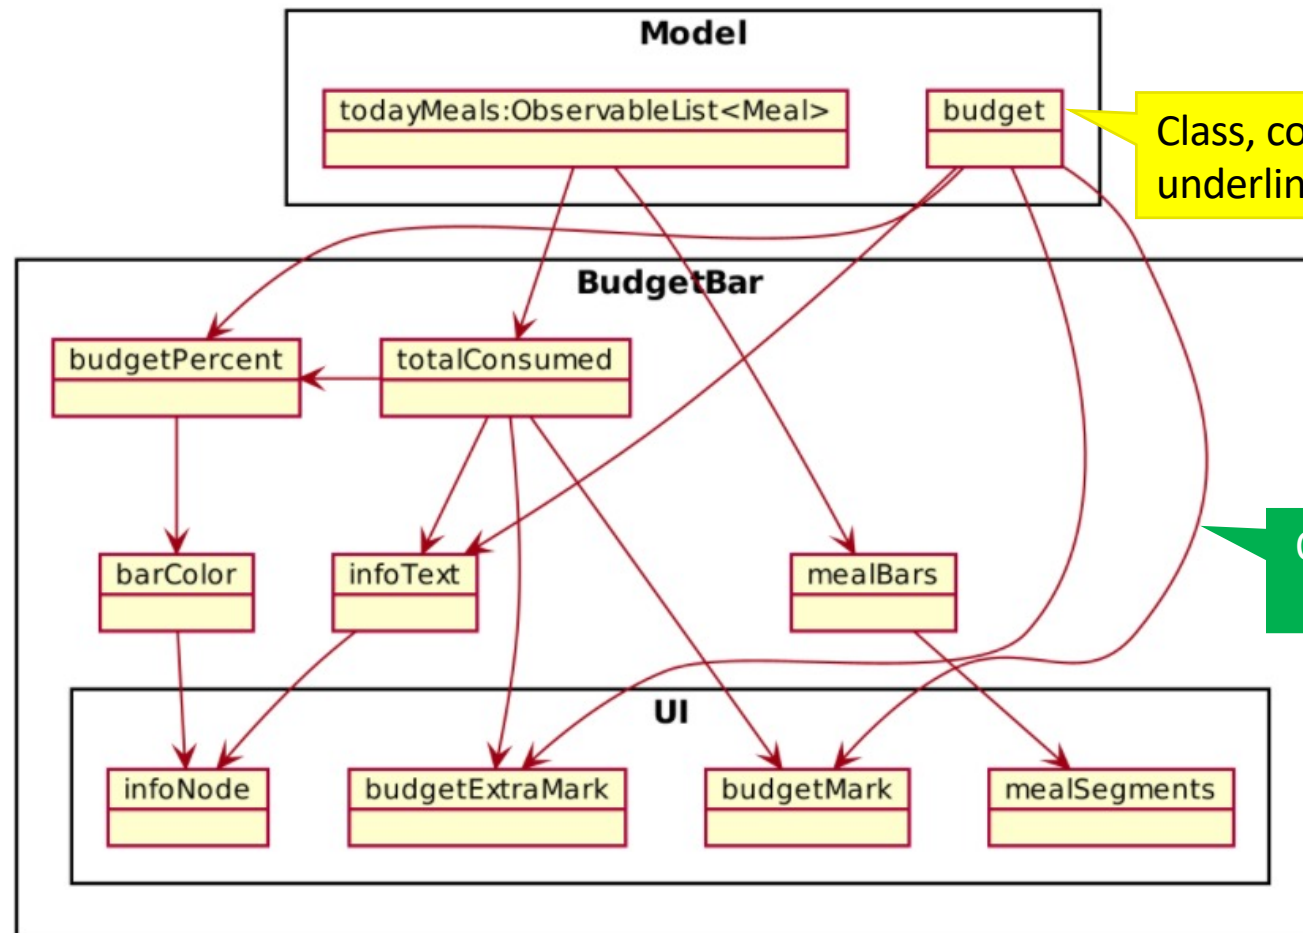 Model
todayMeals:ObservableList<Meal>
budget
Class, co
underlin
BudgetBar
budgetPercent
totalConsumed
barColor
infoText
mealBars
UI
infoNode
budgetExtraMark
budgetMark
mealSegments